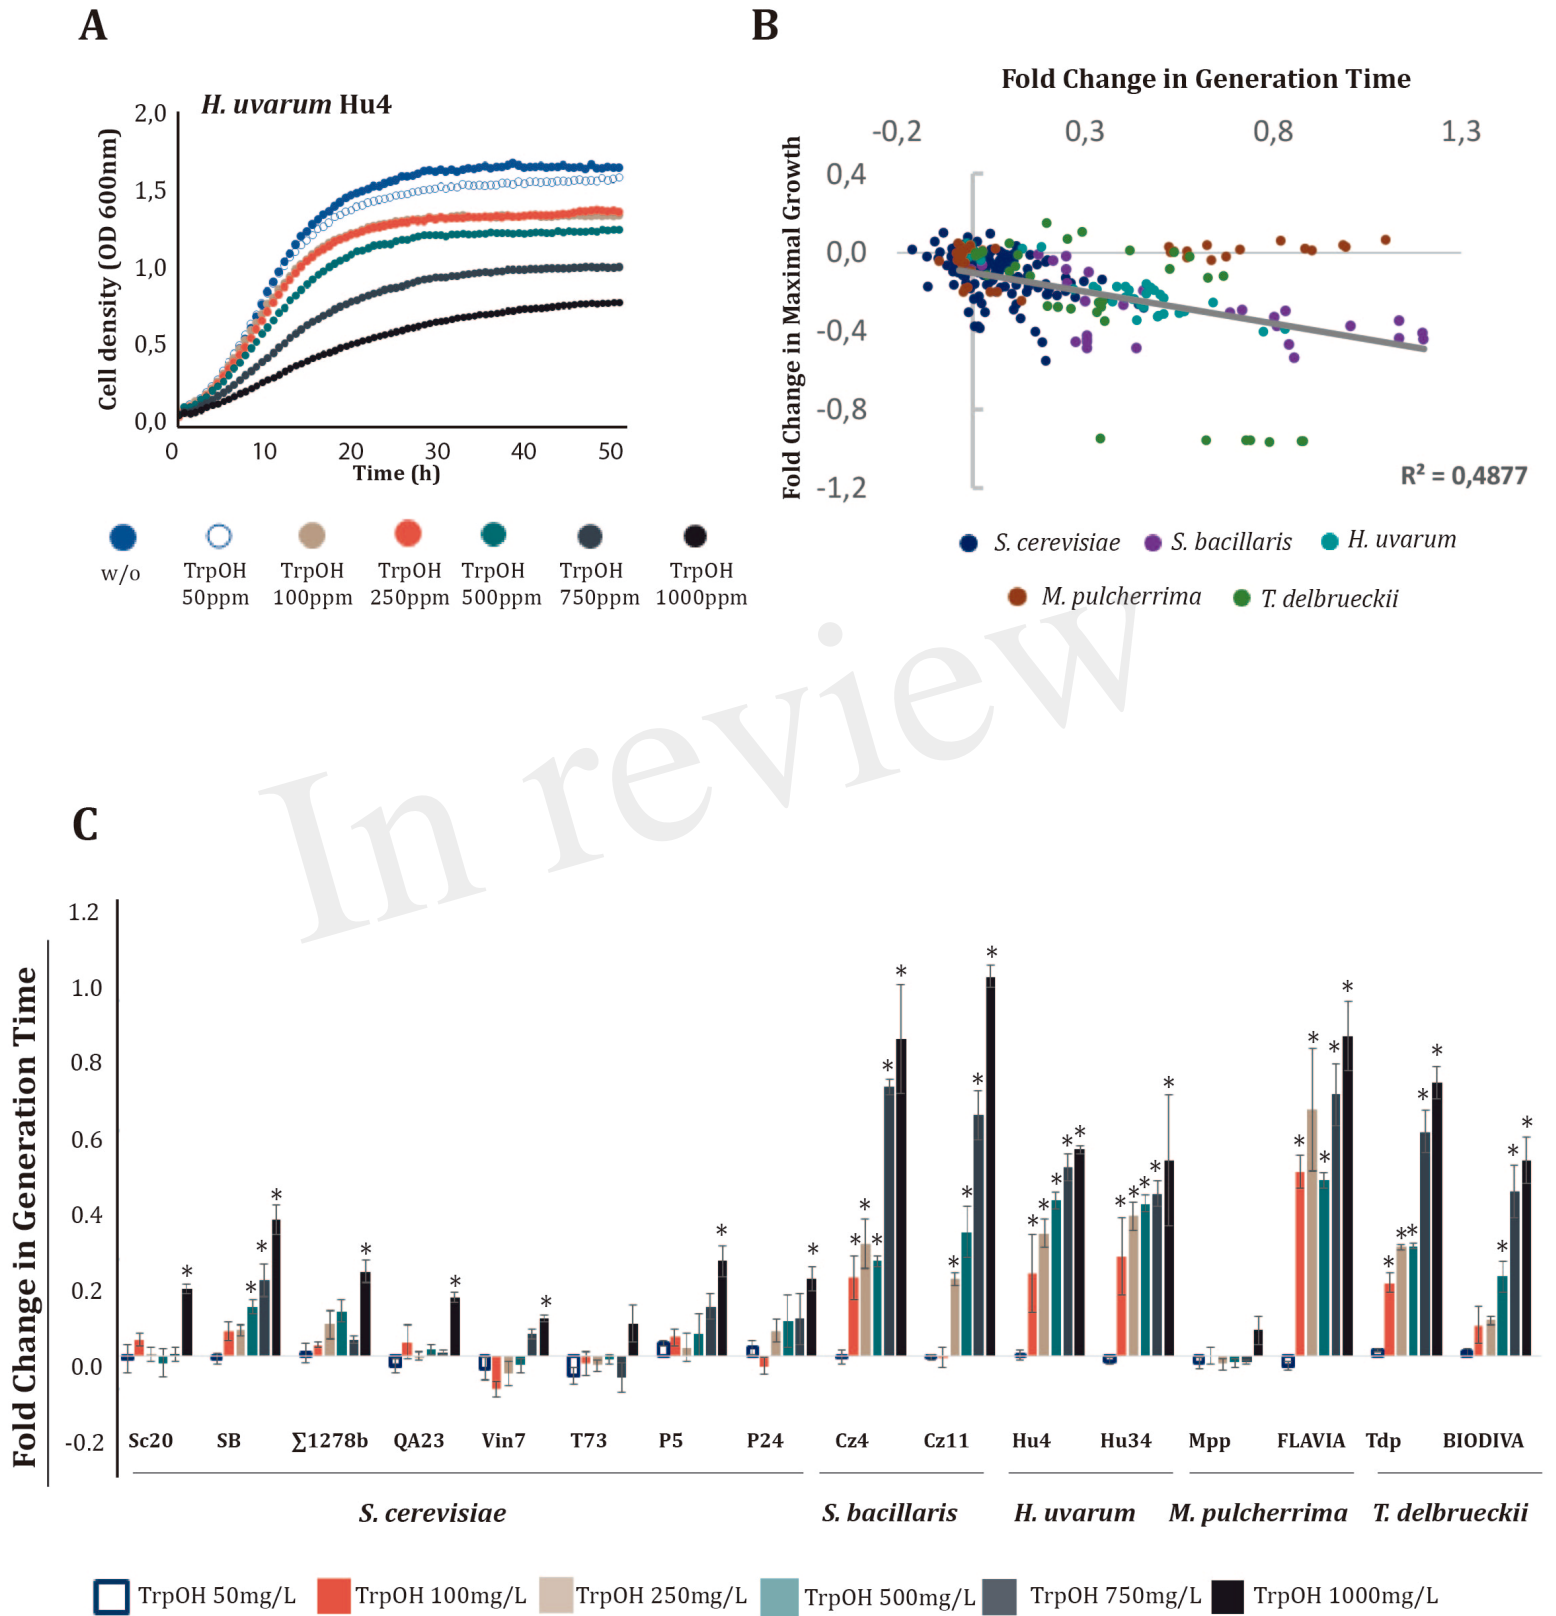 A
H. uvarum Hu4
Cell density (OD 600nm)
2,0
1,5
1,0
0,5
0,0
0 10 20 30 40 50
Time (h)
w/o
TrpOH 50ppm
TrpOH 100ppm
TrpOH 250ppm
TrpOH 500ppm
TrpOH 750ppm
TrpOH 1000ppm
B
Fold Change in Generation Time
-0,2 0,3 0,8 1,3
Fold Change in Maximal Growth
0,4
0,0
-0,4
-0,8
-1,2
R² = 0,4877
S. cerevisiae S. bacillaris H. uvarum
M. pulcherrima T. delbrueckii
In review
C
Fold Change in Generation Time
1.2
1.0
0.8
0.6
0.4
0.2
0.0
-0.2
* * * * * * * * * * * * * * * * * * * * * * * * * * * * * * * * * * * * * * *
Sc20 SB ∑1278b QA23 Vin7 T73 P5 P24 Cz4 Cz11 Hu4 Hu34 Mpp FLAVIA Tdp BIODIVA
S. cerevisiae S. bacillaris H. uvarum M. pulcherrima T. delbrueckii
TrpOH 50mg/L TrpOH 100mg/L TrpOH 250mg/L TrpOH 500mg/L TrpOH 750mg/L TrpOH 1000mg/L